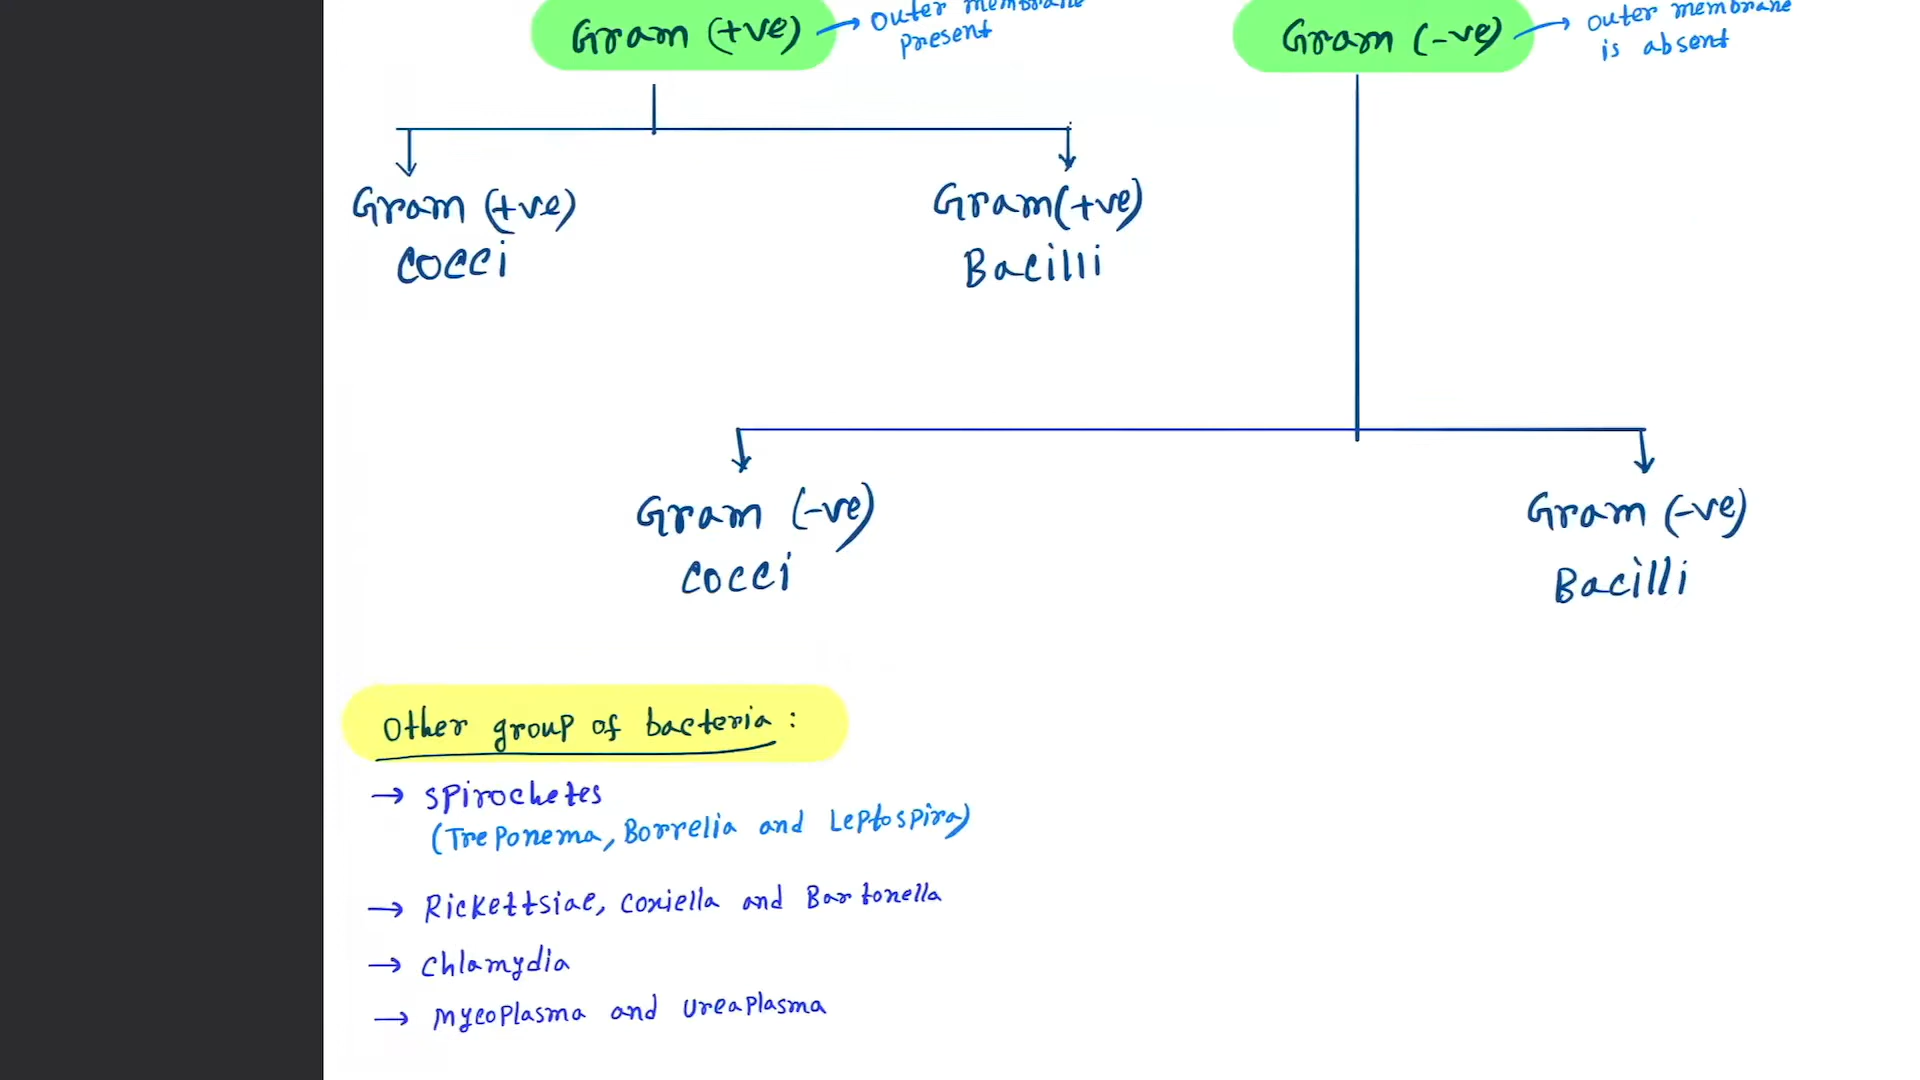 Gram (+ve) → outer membrane
present
Gram (-ve) → outer membrane
is absent
Gram (+ve)
cocci
Gram(+ve)
Bacilli
Gram (-ve)
cocci
Gram (-ve)
Bacilli
Other group of bacteria :
→ Spirochetes
(Treponema, Borrelia and Leptospira)
→ Rickettsiae, Coxiella and Bartonella
→ Chlamydia
→ Mycoplasma and Ureaplasma